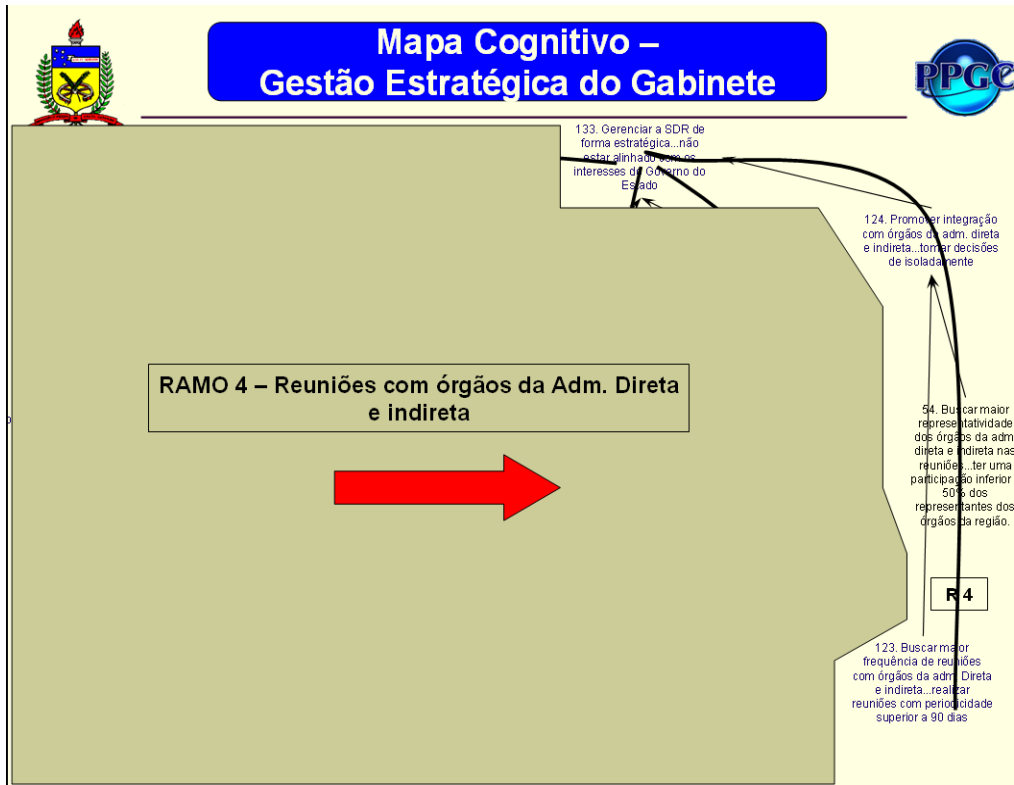 Mapa Cognitivo –
Gestão Estratégica do Gabinete
PPGC
133. Gerenciar a SDR de
forma estratégica...não
estar alinhado com os
interesses do Governo do
Estado
124. Promover integração
com órgãos da adm. direta
e indireta...tomar decisões
de isoladamente
RAMO 4 – Reuniões com órgãos da Adm. Direta
e indireta
54. Buscar maior
representatividade
dos órgãos da adm
direta e indireta nas
reuniões...ter uma
participação inferior
50% dos
representantes dos
órgãos da região.
R 4
123. Buscar maior
frequência de reuniões
com órgãos da adm. Direta
e indireta...realizar
reuniões com periodicidade
superior a 90 dias